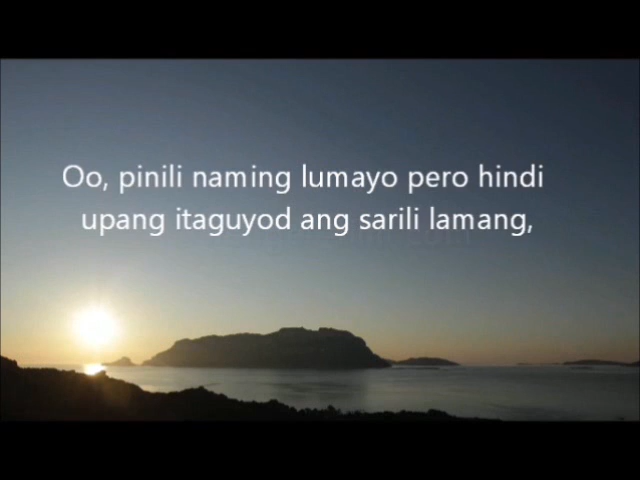 Oo, pinili naming lumayo pero hindi
upang itaguyod ang sarili lamang,